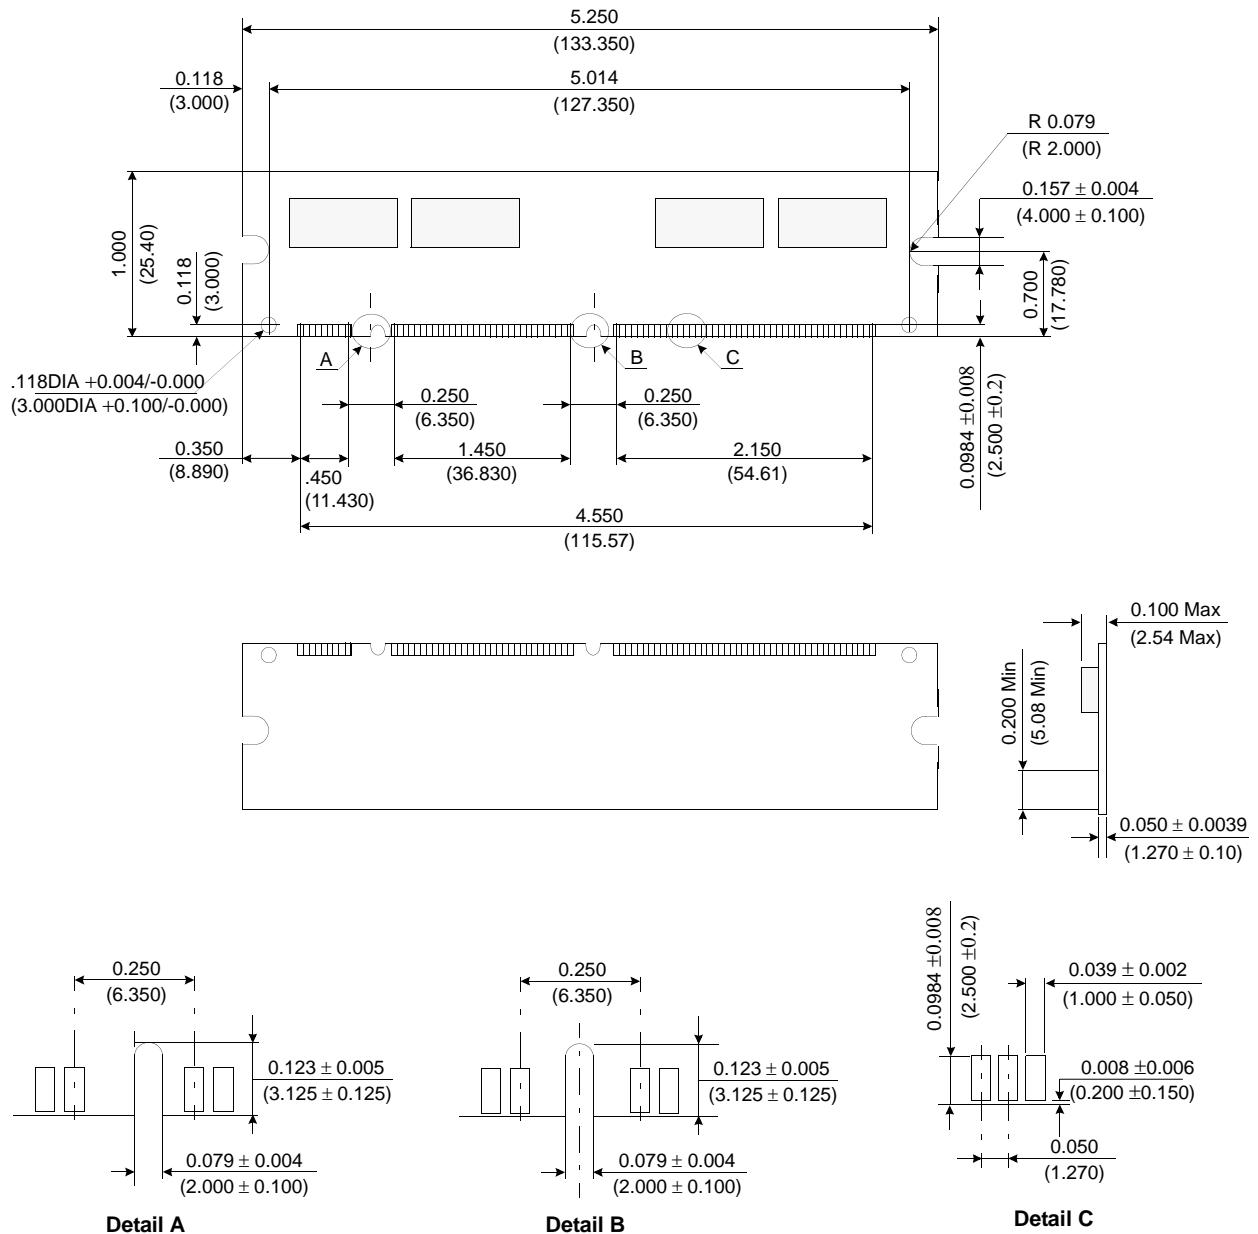 5.250
(133.350)
0.118
(3.000)
5.014
(127.350)
R 0.079
(R 2.000)
0.157 ± 0.004
(4.000 ± 0.100)
1.000
(25.40)
0.118
(3.000)
0.700
(17.780)
A
B
C
.118DIA +0.004/-0.000
(3.000DIA +0.100/-0.000)
0.250
(6.350)
0.250
(6.350)
0.0984 ±0.008
(2.500 ±0.2)
0.350
(8.890)
.450
(11.430)
1.450
(36.830)
2.150
(54.61)
4.550
(115.57)
0.100 Max
(2.54 Max)
0.200 Min
(5.08 Min)
0.050 ± 0.0039
(1.270 ± 0.10)
0.250
(6.350)
0.123 ± 0.005
(3.125 ± 0.125)
0.079 ± 0.004
(2.000 ± 0.100)
Detail A
0.250
(6.350)
0.123 ± 0.005
(3.125 ± 0.125)
0.079 ± 0.004
(2.000 ± 0.100)
Detail B
0.0984 ±0.008
(2.500 ±0.2)
0.039 ± 0.002
(1.000 ± 0.050)
0.008 ±0.006
(0.200 ±0.150)
0.050
(1.270)
Detail C